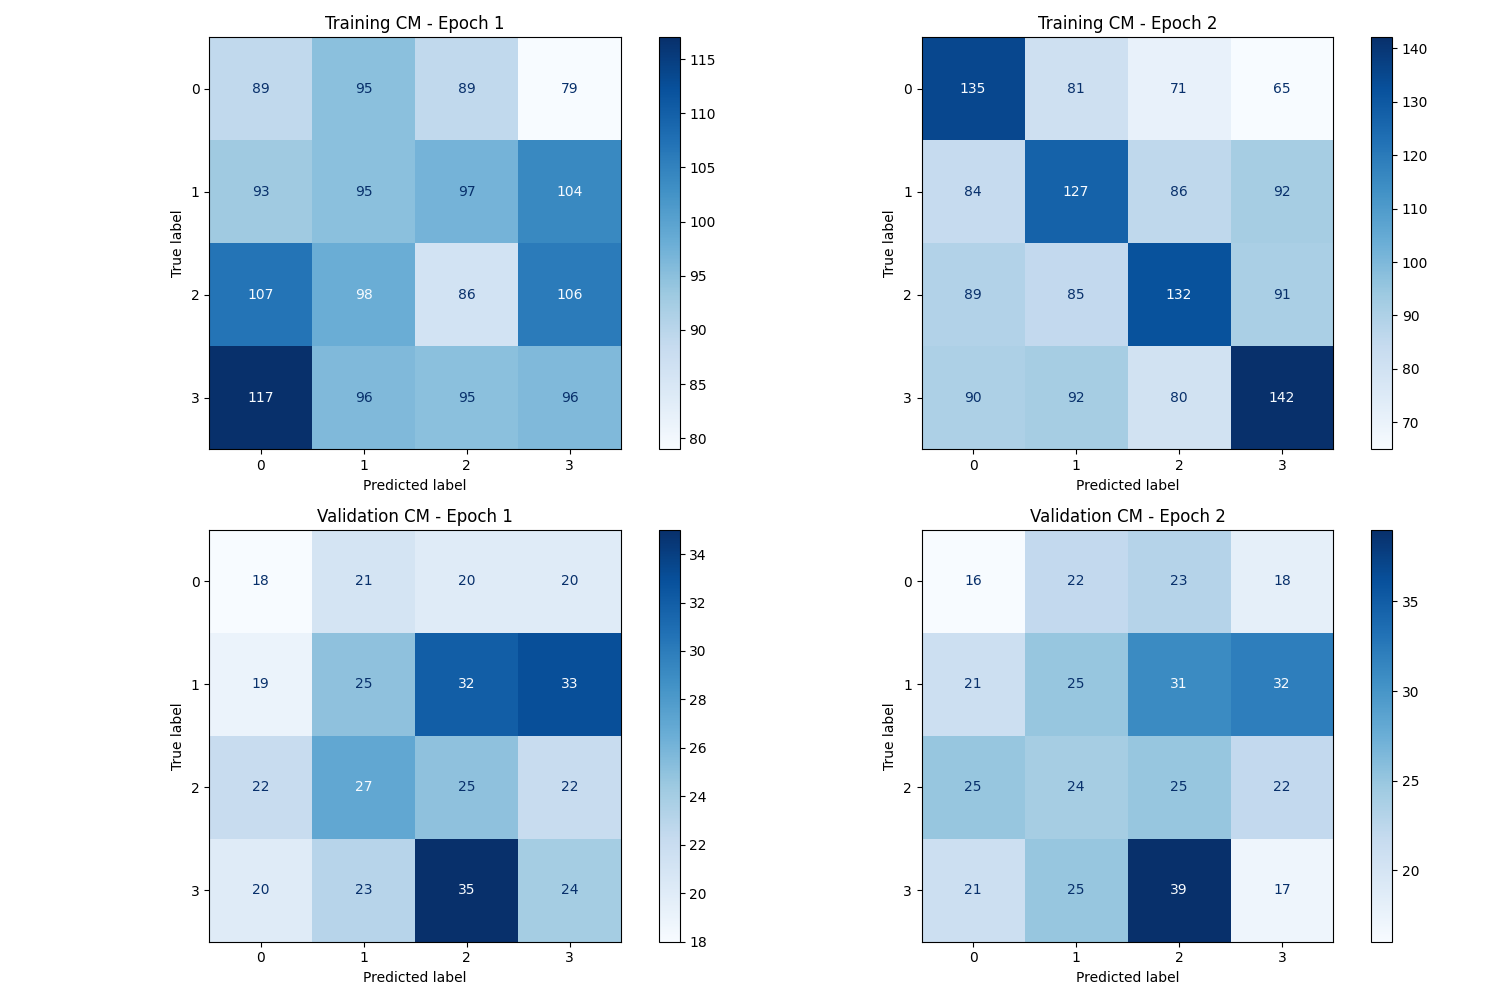 Training CM - Epoch 1
True label
0 89 95 89 79
1 93 95 97 104
2 107 98 86 106
3 117 96 95 96
0 1 2 3
Predicted label
115
110
105
100
95
90
85
80
Training CM - Epoch 2
True label
0 135 81 71 65
1 84 127 86 92
2 89 85 132 91
3 90 92 80 142
0 1 2 3
Predicted label
140
130
120
110
100
90
80
70
Validation CM - Epoch 1
True label
0 18 21 20 20
1 19 25 32 33
2 22 27 25 22
3 20 23 35 24
0 1 2 3
Predicted label
34
32
30
28
26
24
22
20
18
Validation CM - Epoch 2
True label
0 16 22 23 18
1 21 25 31 32
2 25 24 25 22
3 21 25 39 17
0 1 2 3
Predicted label
35
30
25
20